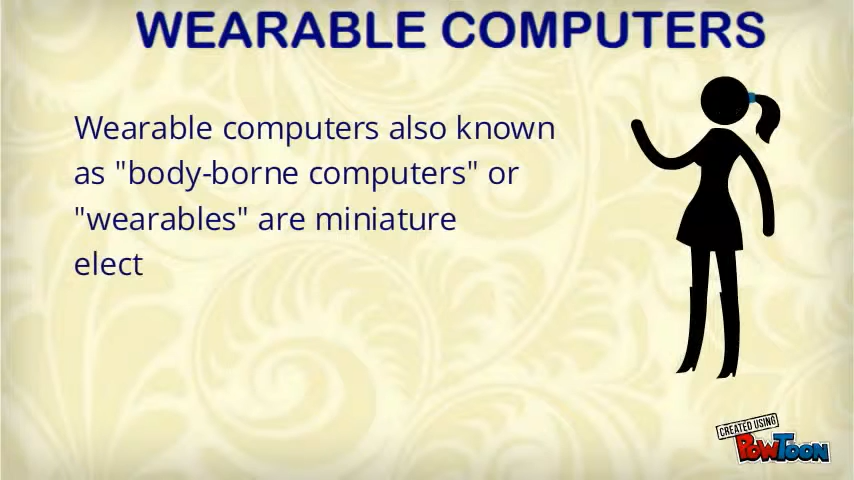 WEARABLE COMPUTERS
Wearable computers also known
as "body-borne computers" or
"wearables" are miniature
elect
CREATED USING
PowToon